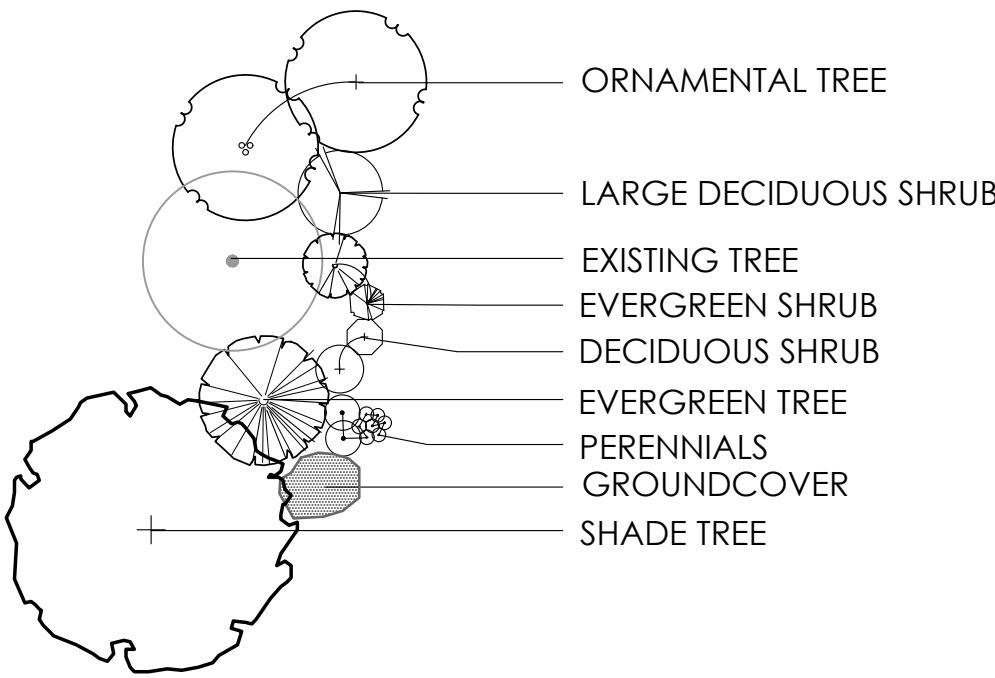 ORNAMENTAL TREE
LARGE DECIDUOUS SHRUB
EXISTING TREE
EVERGREEN SHRUB
DECIDUOUS SHRUB
EVERGREEN TREE
PERENNIALS
GROUNDCOVER
SHADE TREE